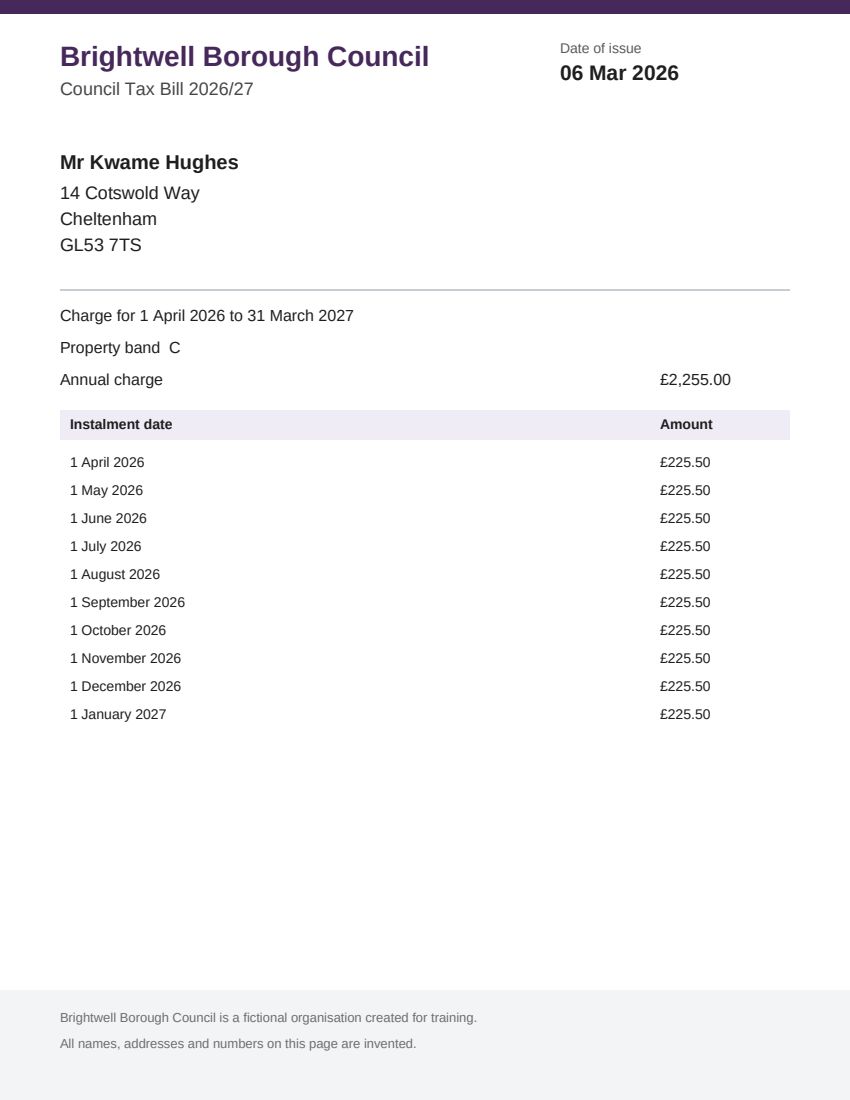 Brightwell Borough Council
Council Tax Bill 2026/27
Date of issue
06 Mar 2026
Mr Kwame Hughes
14 Cotswold Way
Cheltenham
GL53 7TS
Charge for 1 April 2026 to 31 March 2027
Property band C
Annual charge £2,255.00
Instalment date Amount
1 April 2026 £225.50
1 May 2026 £225.50
1 June 2026 £225.50
1 July 2026 £225.50
1 August 2026 £225.50
1 September 2026 £225.50
1 October 2026 £225.50
1 November 2026 £225.50
1 December 2026 £225.50
1 January 2027 £225.50
Brightwell Borough Council is a fictional organisation created for training.
All names, addresses and numbers on this page are invented.